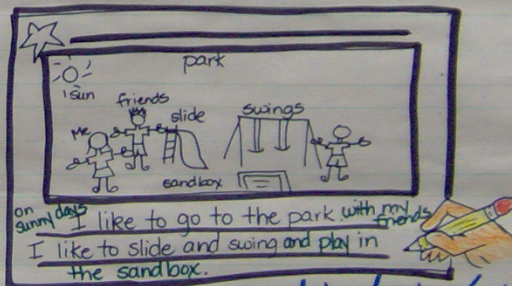 park
sun
friends
slide
swings
Me
sandbox
on sunny days I like to go to the park with my friends
I like to slide and swing and play in
the sandbox.